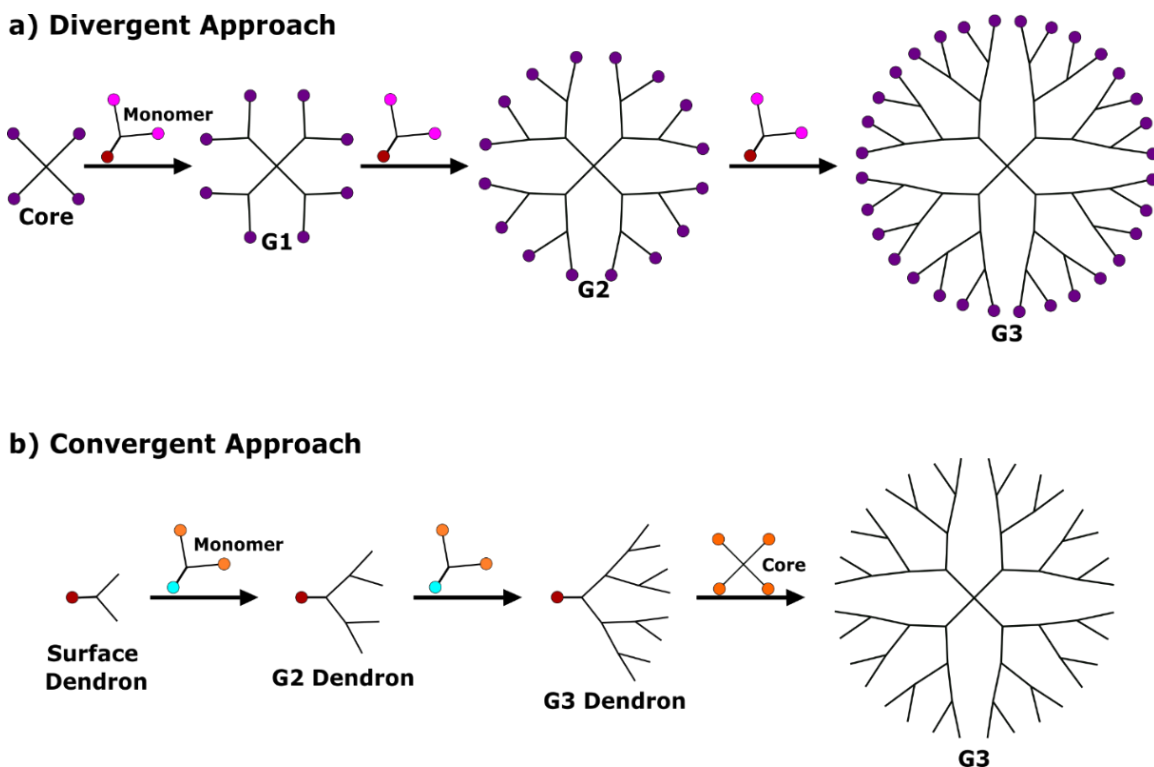 a) Divergent Approach
Monomer
Core
G1
G2
G3
b) Convergent Approach
Monomer
Core
Surface
Dendron
G2 Dendron
G3 Dendron
G3